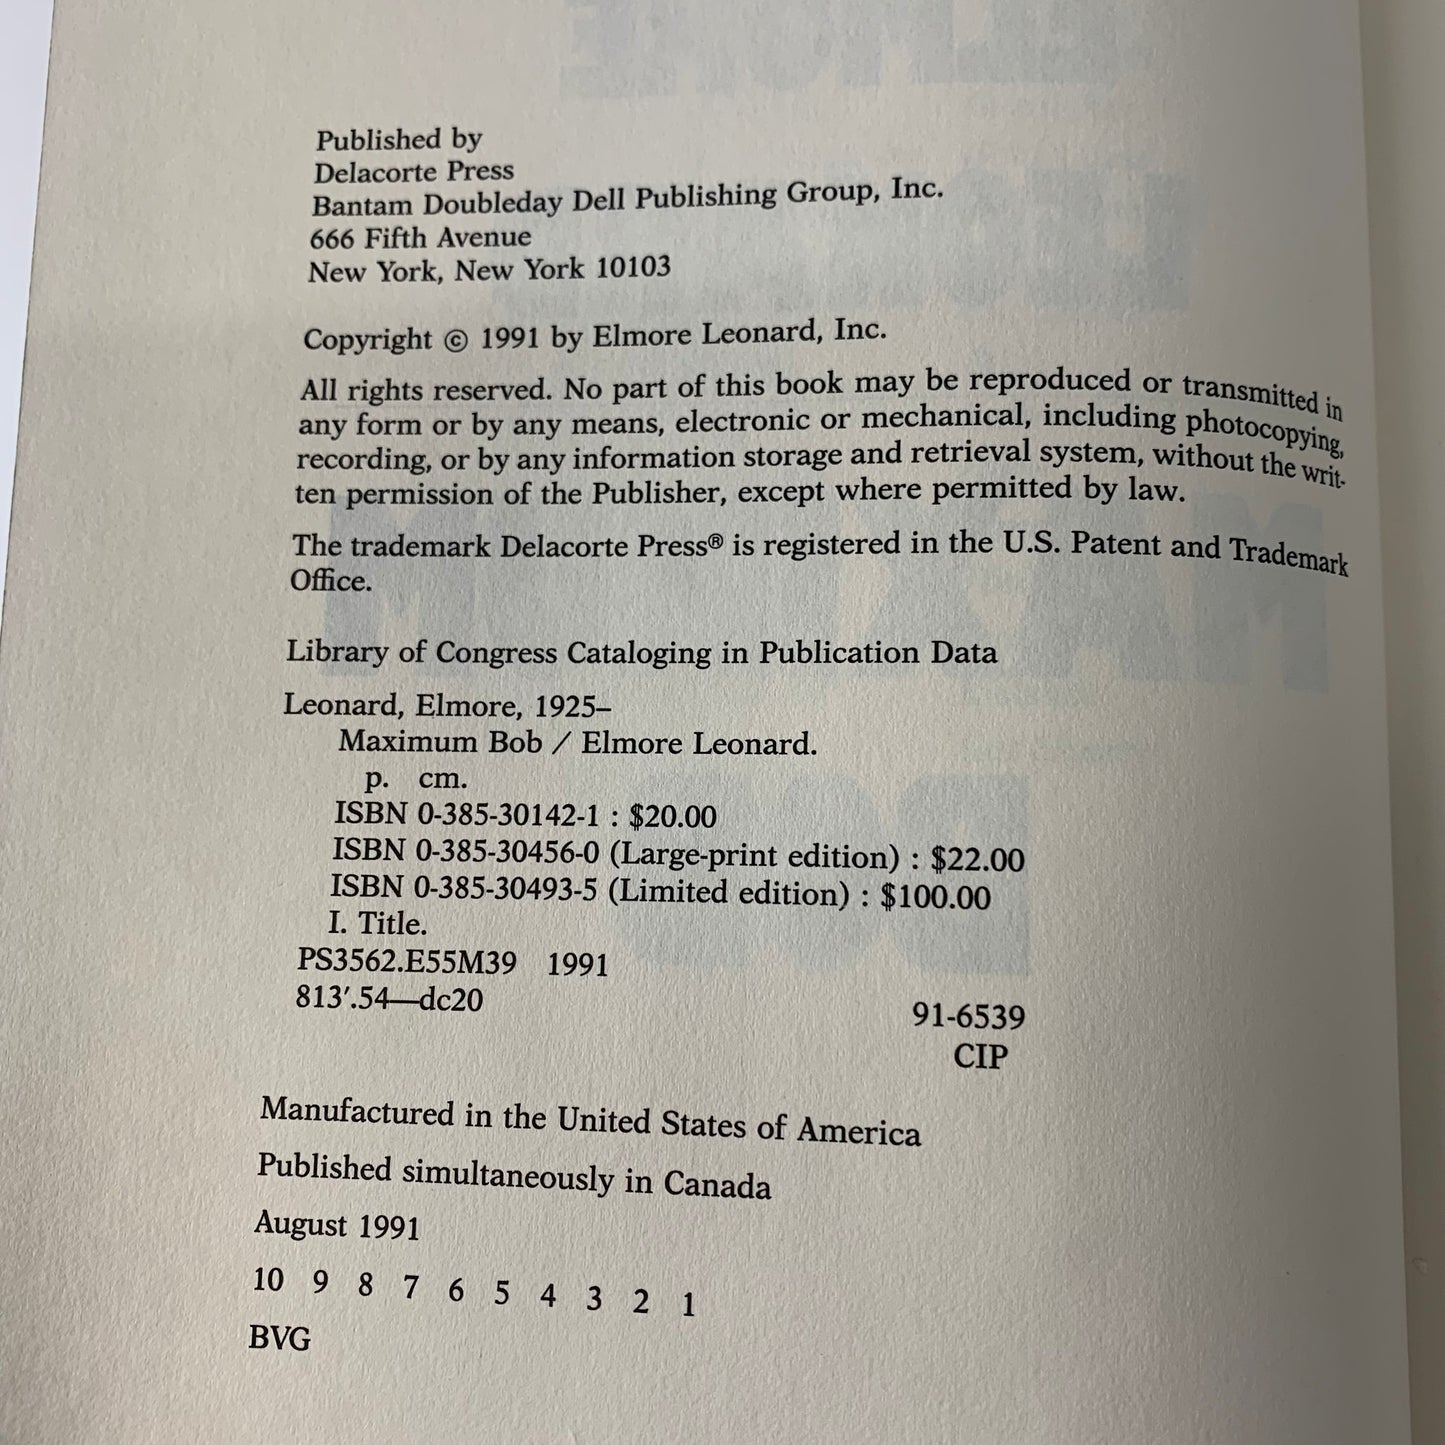 Published by
Delacorte Press
Bantam Doubleday Dell Publishing Group, Inc.
666 Fifth Avenue
New York, New York 10103
Copyright © 1991 by Elmore Leonard, Inc.
All rights reserved. No part of this book may be reproduced or transmitted in
any form or by any means, electronic or mechanical, including photocopying,
recording, or by any information storage and retrieval system, without the writ-
ten permission of the Publisher, except where permitted by law.
The trademark Delacorte Press® is registered in the U.S. Patent and Trademark
Office.
Library of Congress Cataloging in Publication Data
Leonard, Elmore, 1925–
Maximum Bob / Elmore Leonard.
p. cm.
ISBN 0-385-30142-1 : $20.00
ISBN 0-385-30456-0 (Large-print edition) : $22.00
ISBN 0-385-30493-5 (Limited edition) : $100.00
I. Title.
PS3562.E55M39 1991
813′.54—dc20
91-6539
CIP
Manufactured in the United States of America
Published simultaneously in Canada
August 1991
10 9 8 7 6 5 4 3 2 1
BVG